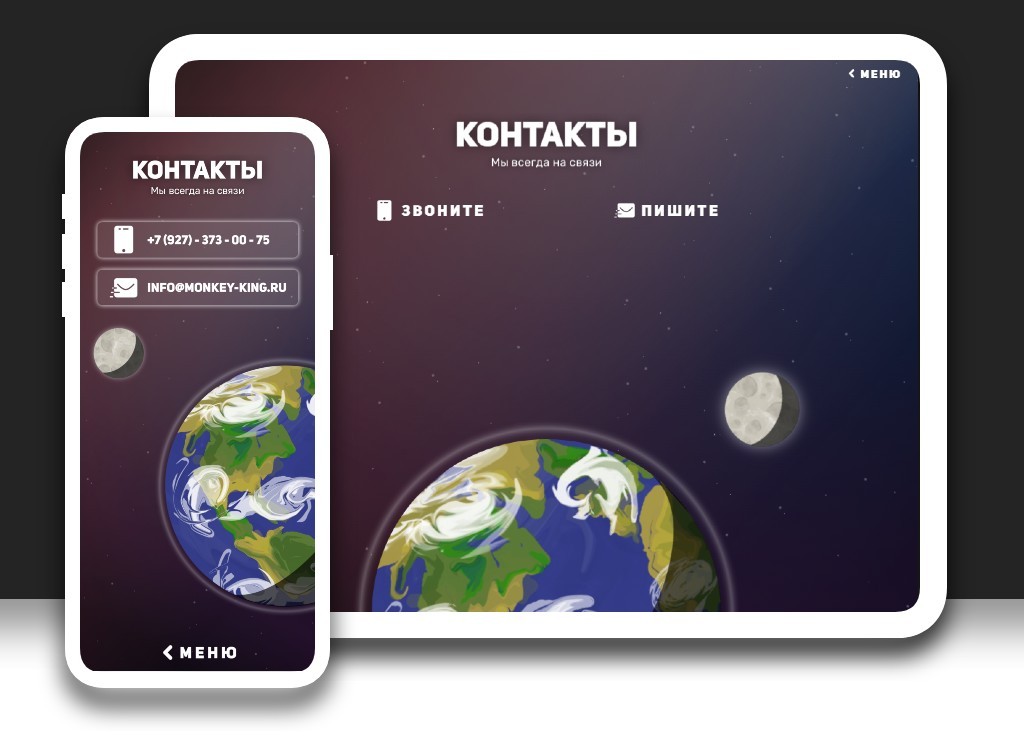 ‹ МЕНЮ
КОНТАКТЫ
Мы всегда на связи
ЗВОНИТЕ
ПИШИТЕ
КОНТАКТЫ
Мы всегда на связи
+7 (927) - 373 - 00 - 75
INFO@MONKEY-KING.RU
‹ МЕНЮ